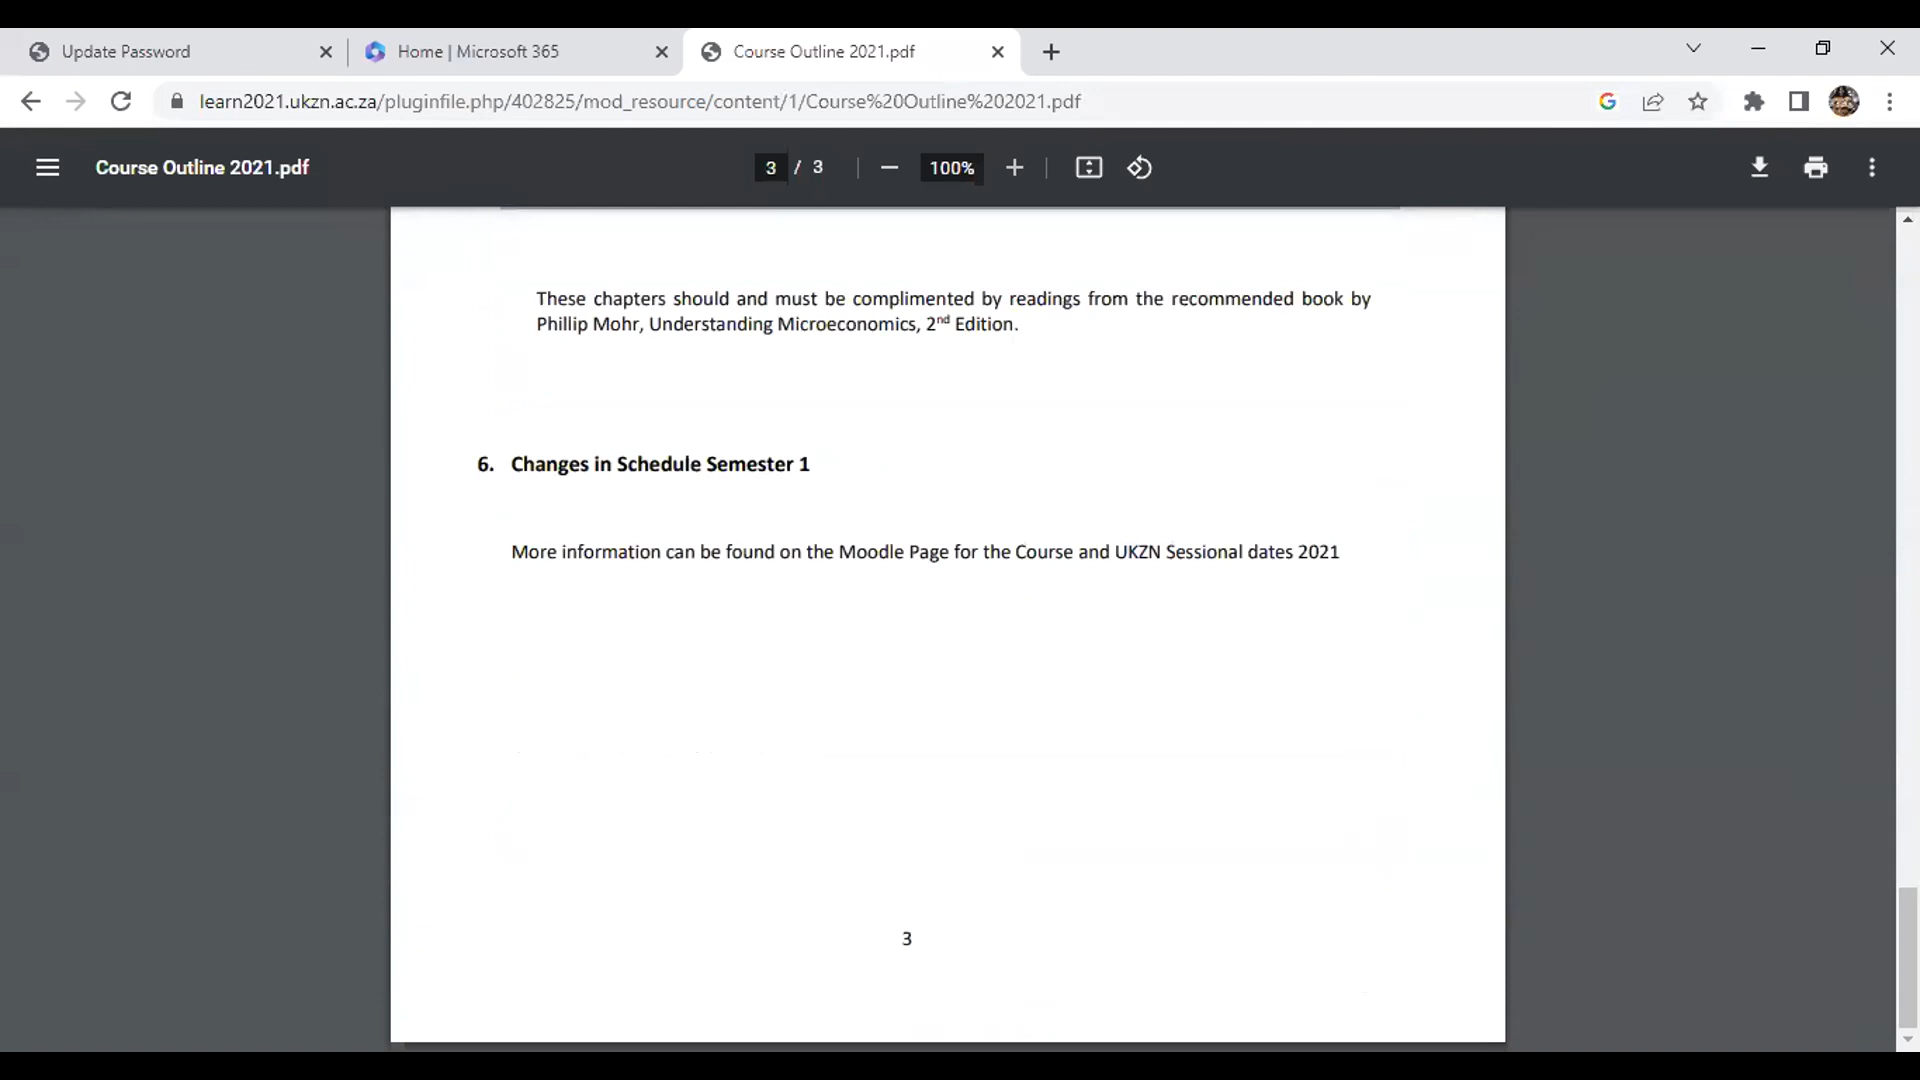 Update Password
Home | Microsoft 365
Course Outline 2021.pdf
learn2021.ukzn.ac.za/pluginfile.php/402825/mod_resource/content/1/Course%20Outline%202021.pdf
Course Outline 2021.pdf
3 / 3
100%
These chapters should and must be complimented by readings from the recommended book by
Phillip Mohr, Understanding Microeconomics, 2nd Edition.
6. Changes in Schedule Semester 1
More information can be found on the Moodle Page for the Course and UKZN Sessional dates 2021
3